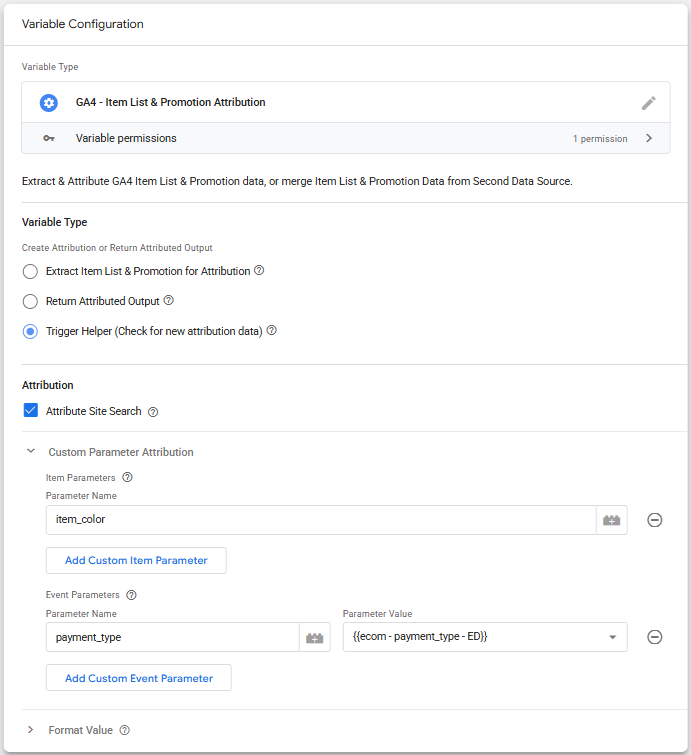 Variable Configuration
Variable Type
GA4 - Item List & Promotion Attribution
Variable permissions
1 permission
Extract & Attribute GA4 Item List & Promotion data, or merge Item List & Promotion Data from Second Data Source.
Variable Type
Create Attribution or Return Attributed Output
Extract Item List & Promotion for Attribution
Return Attributed Output
Trigger Helper (Check for new attribution data)
Attribution
Attribute Site Search
Custom Parameter Attribution
Item Parameters
Parameter Name
item_color
Add Custom Item Parameter
Event Parameters
Parameter Name
Parameter Value
payment_type
{{ecom - payment_type - ED}}
Add Custom Event Parameter
Format Value